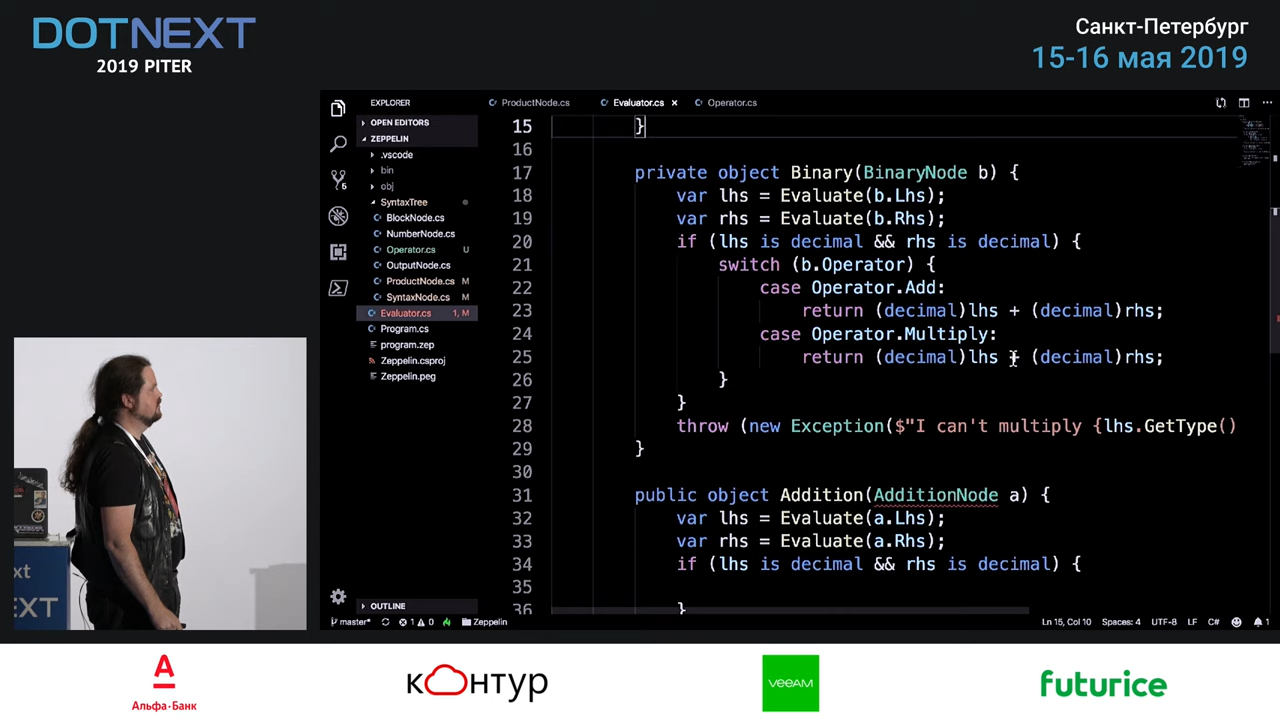 DOTNEXT
2019 PITER
Санкт-Петербург
15-16 мая 2019
EXPLORER
OPEN EDITORS
ZEPPELIN
.vscode
bin
obj
SyntaxTree
BlockNode.cs
NumberNode.cs
Operator.cs U
OutputNode.cs
ProductNode.cs M
SyntaxNode.cs M
Evaluator.cs 1, M
Program.cs
program.zep
Zeppelin.csproj
Zeppelin.peg
OUTLINE
ProductNode.cs Evaluator.cs × Operator.cs
15 }
16
17 private object Binary(BinaryNode b) {
18 var lhs = Evaluate(b.Lhs);
19 var rhs = Evaluate(b.Rhs);
20 if (lhs is decimal && rhs is decimal) {
21 switch (b.Operator) {
22 case Operator.Add:
23 return (decimal)lhs + (decimal)rhs;
24 case Operator.Multiply:
25 return (decimal)lhs (decimal)rhs;
26 }
27 }
28 throw (new Exception($"I can't multiply {lhs.GetType()
29 }
30
31 public object Addition(AdditionNode a) {
32 var lhs = Evaluate(a.Lhs);
33 var rhs = Evaluate(a.Rhs);
34 if (lhs is decimal && rhs is decimal) {
35
36 }
master* 1 0 Zeppelin Ln 15, Col 10 Spaces: 4 UTF-8 LF C# 1
xt
EXT
А
Альфа·Банк
контур
veeam
futurice